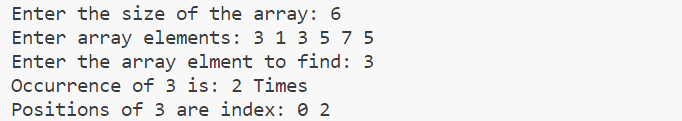 Enter the size of the array: 6
Enter array elements: 3 1 3 5 7 5
Enter the array elment to find: 3
Occurrence of 3 is: 2 Times
Positions of 3 are index: 0 2